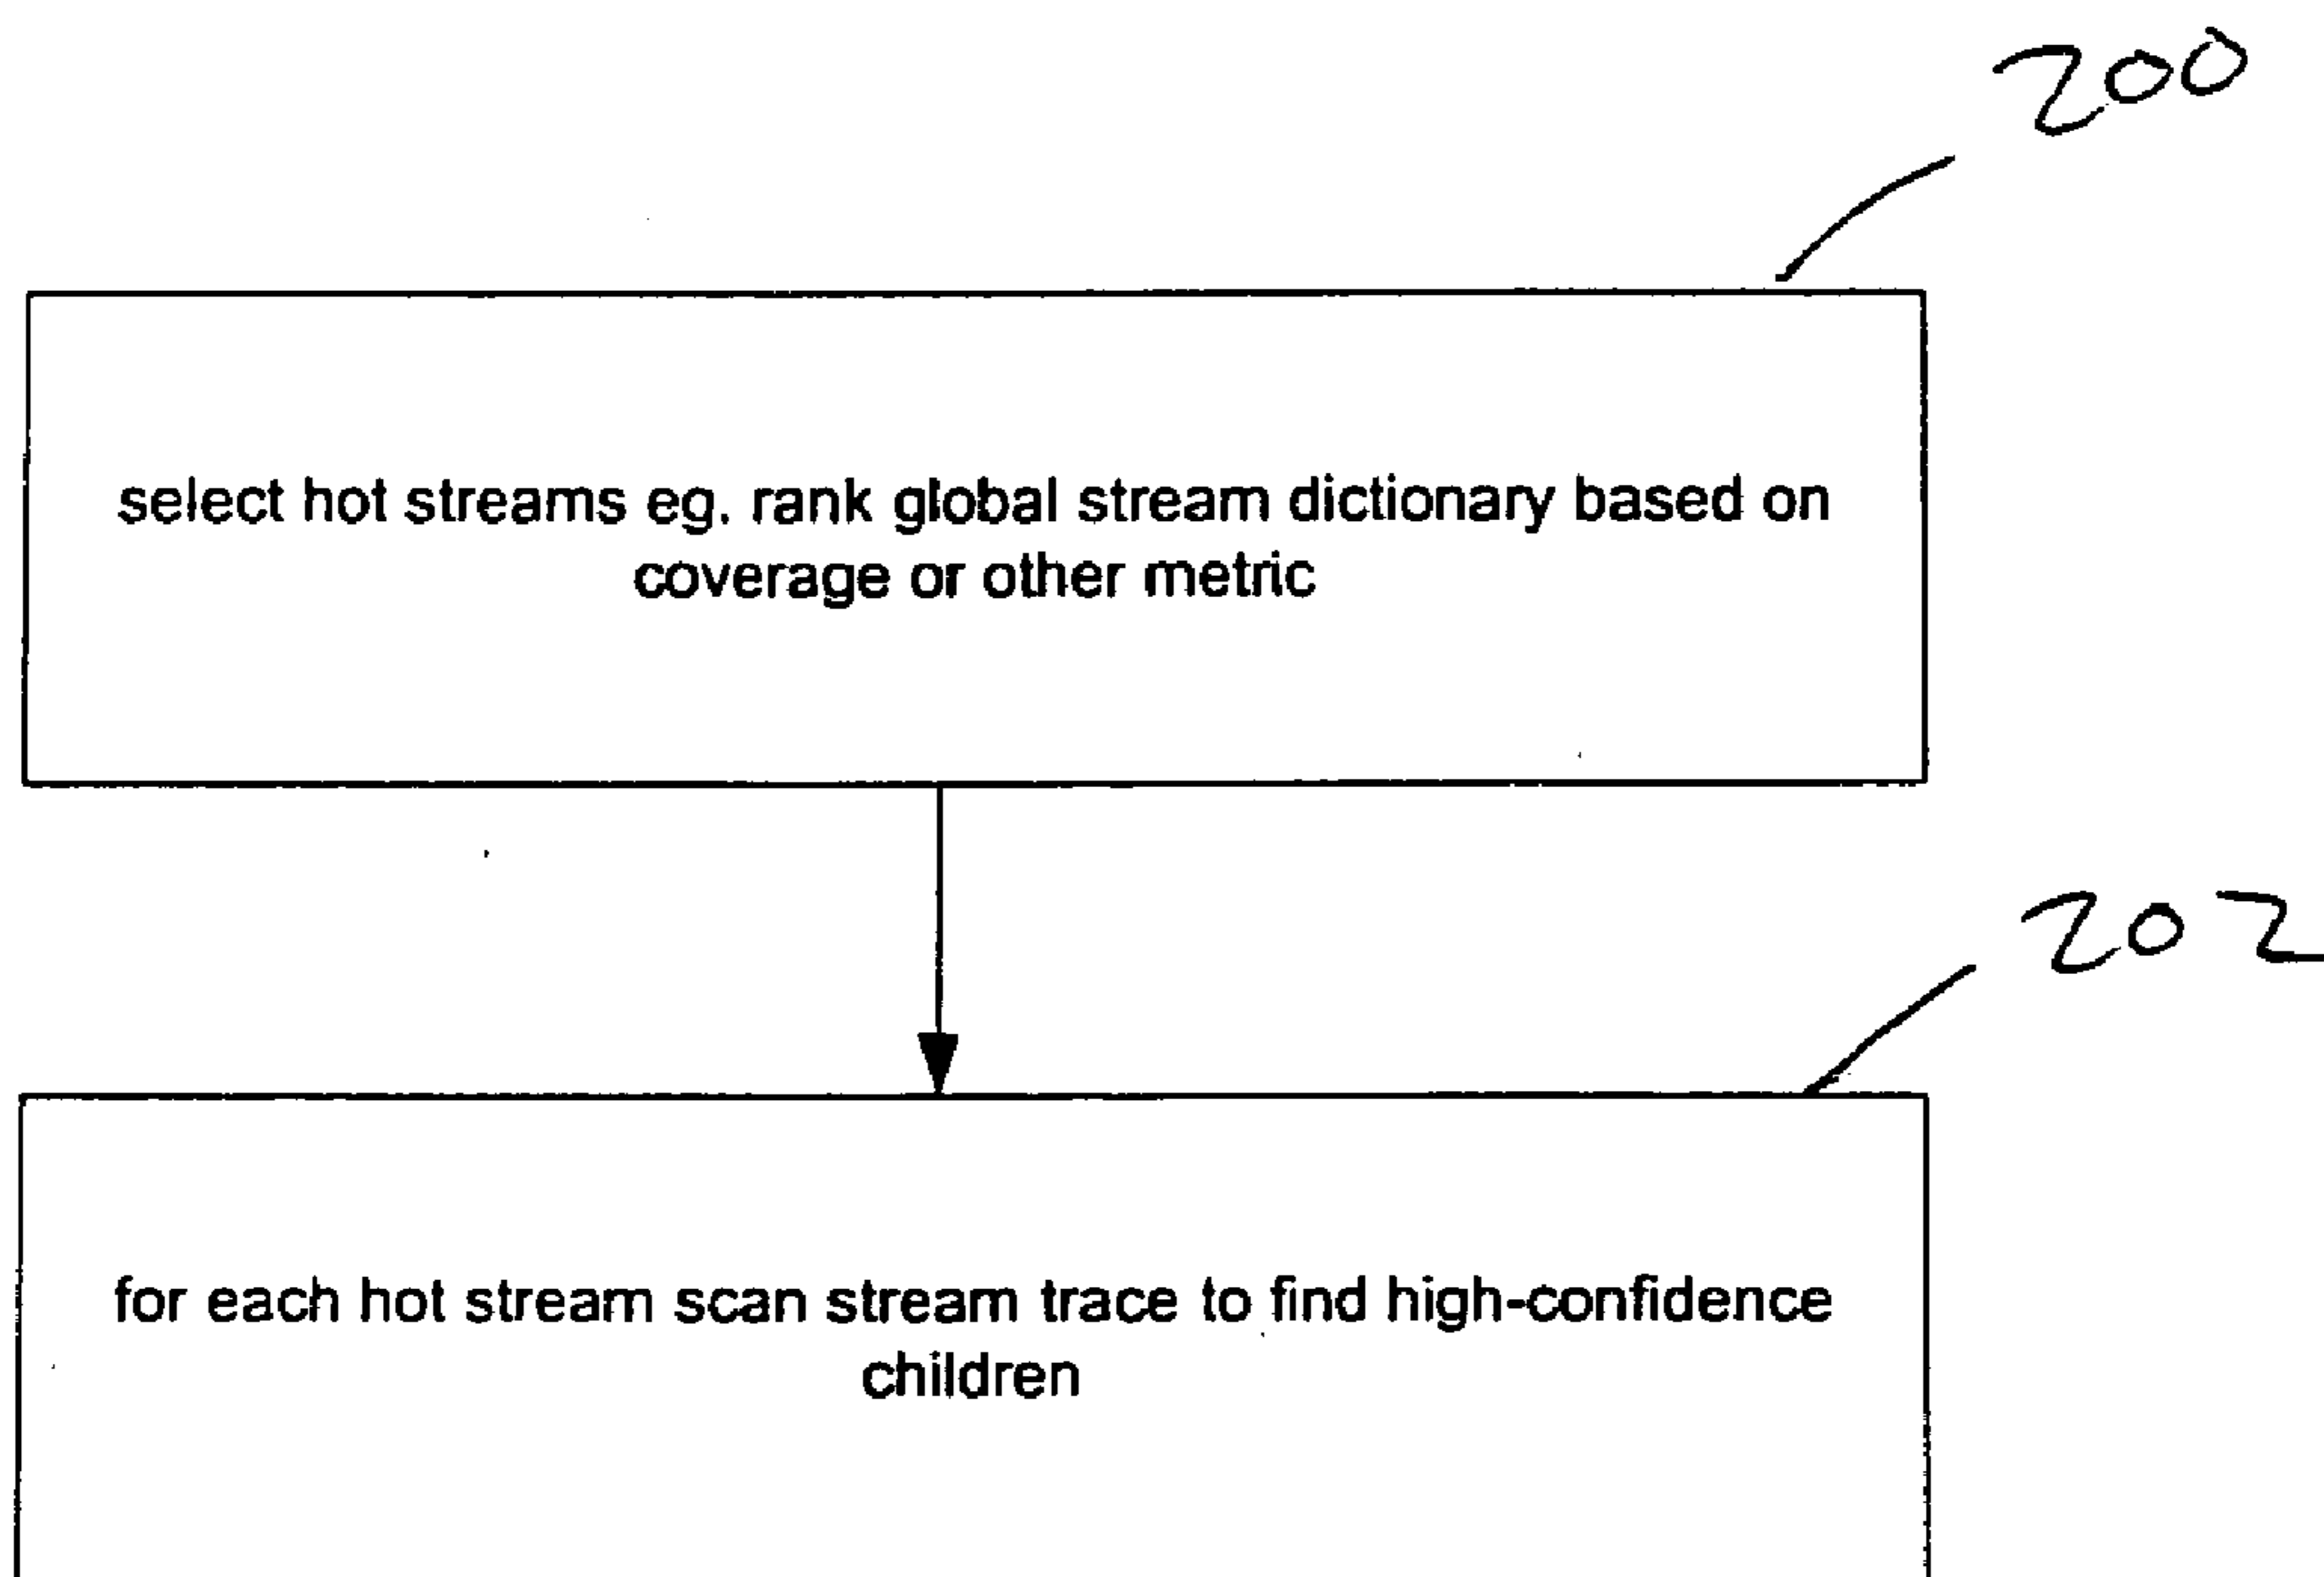 200
select hot streams eg. rank global stream dictionary based on
coverage or other metric
202
for each hot stream scan stream trace to find high-confidence
children